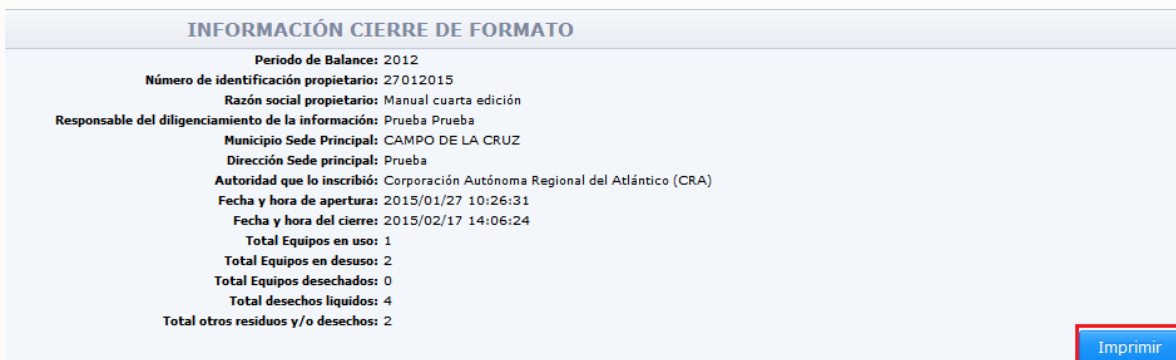 INFORMACIÓN CIERRE DE FORMATO
Periodo de Balance: 2012
Número de identificación propietario: 27012015
Razón social propietario: Manual cuarta edición
Responsable del diligenciamiento de la información: Prueba Prueba
Municipio Sede Principal: CAMPO DE LA CRUZ
Dirección Sede principal: Prueba
Autoridad que lo inscribió: Corporación Autónoma Regional del Atlántico (CRA)
Fecha y hora de apertura: 2015/01/27 10:26:31
Fecha y hora del cierre: 2015/02/17 14:06:24
Total Equipos en uso: 1
Total Equipos en desuso: 2
Total Equipos desechados: 0
Total desechos liquidos: 4
Total otros residuos y/o desechos: 2
Imprimir